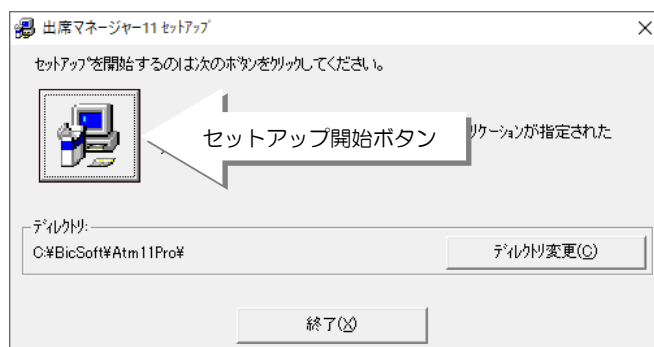 出席マネージャー11 セットアップ
セットアップを開始するのは次のボタンをクリックしてください。
セットアップ開始ボタン
リケーションが指定された
ディレクトリ:
C:¥BicSoft¥Atm11Pro¥
ディレクトリ変更(C)
終了(X)